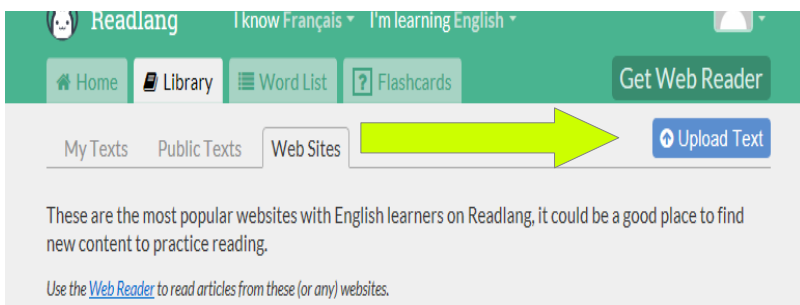 Readlang I know Français I'm learning English
Home Library Word List ? Flashcards Get Web Reader
My Texts Public Texts Web Sites Upload Text
These are the most popular websites with English learners on Readlang, it could be a good place to find
new content to practice reading.
Use the Web Reader to read articles from these (or any) websites.